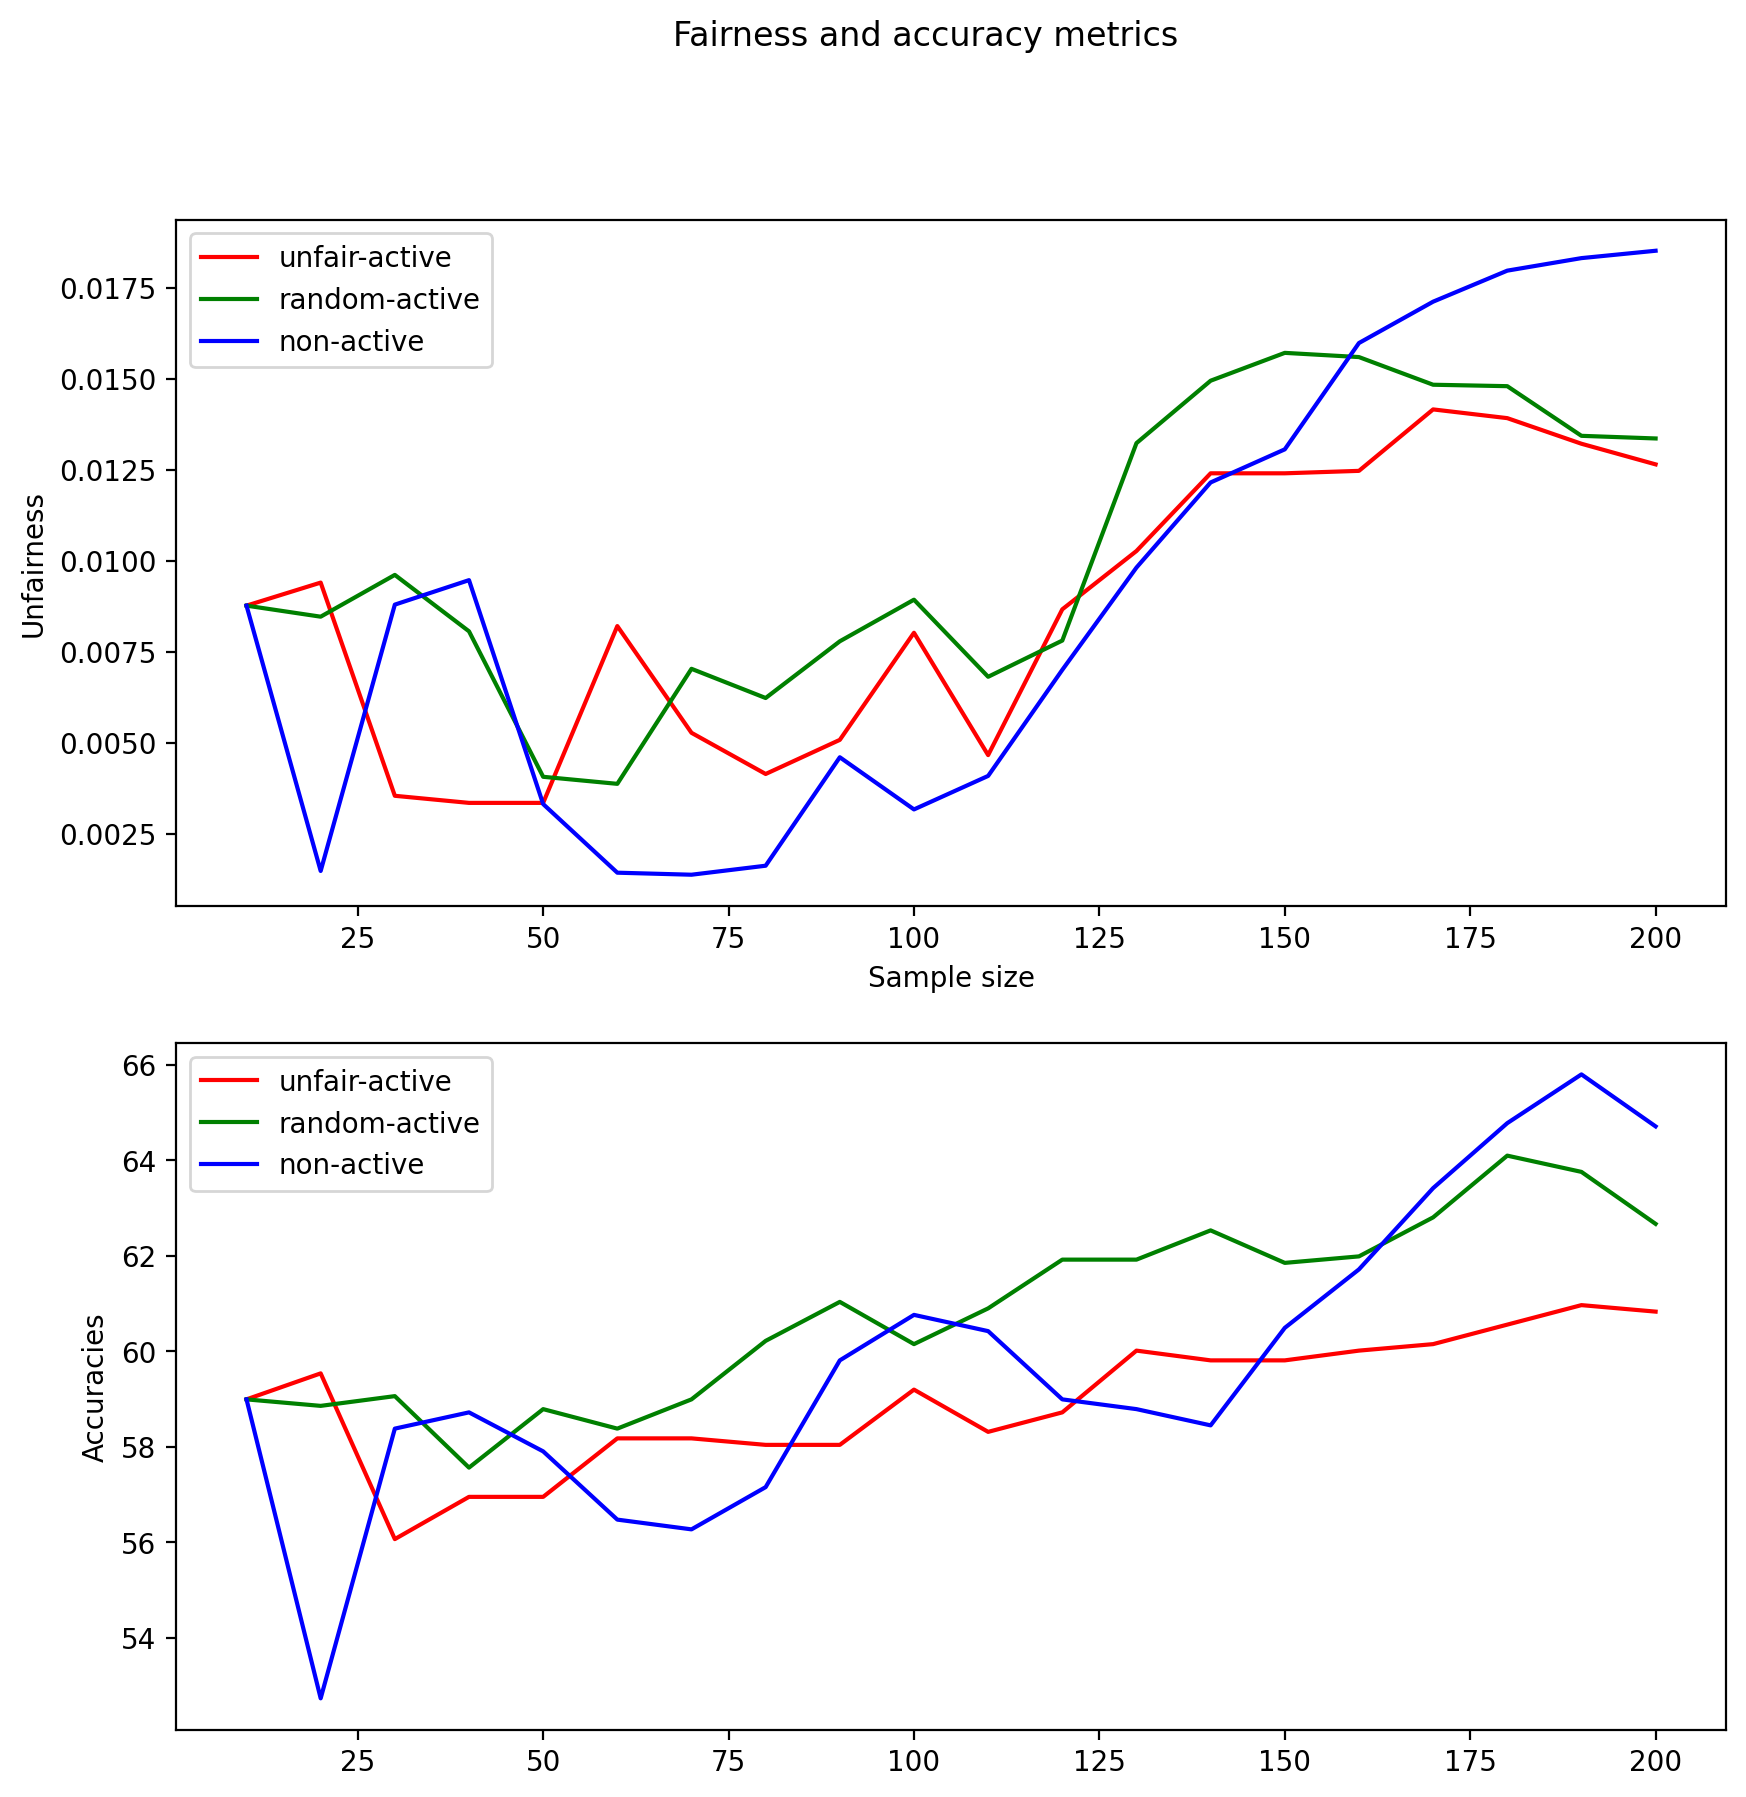 Fairness and accuracy metrics
unfair-active
random-active
non-active
0.0175
0.0150
0.0125
0.0100
0.0075
0.0050
0.0025
Unfairness
25 50 75 100 125 150 175 200
Sample size
unfair-active
random-active
non-active
66
64
62
60
58
56
54
Accuracies
25 50 75 100 125 150 175 200